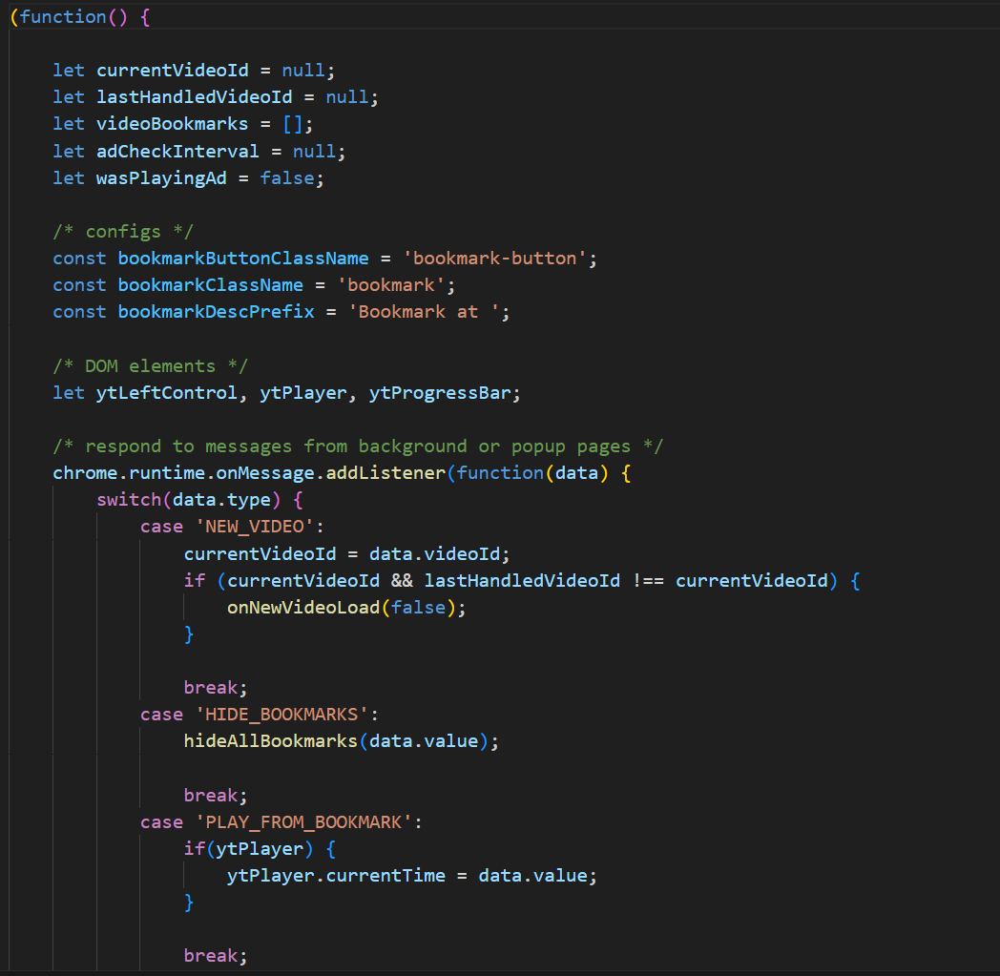 (function() {
let currentVideoId = null;
let lastHandledVideoId = null;
let videoBookmarks = [];
let adCheckInterval = null;
let wasPlayingAd = false;
/* configs */
const bookmarkButtonClassName = 'bookmark-button';
const bookmarkClassName = 'bookmark';
const bookmarkDescPrefix = 'Bookmark at ';
/* DOM elements */
let ytLeftControl, ytPlayer, ytProgressBar;
/* respond to messages from background or popup pages */
chrome.runtime.onMessage.addListener(function(data) {
switch(data.type) {
case 'NEW_VIDEO':
currentVideoId = data.videoId;
if (currentVideoId && lastHandledVideoId !== currentVideoId) {
onNewVideoLoad(false);
}
break;
case 'HIDE_BOOKMARKS':
hideAllBookmarks(data.value);
break;
case 'PLAY_FROM_BOOKMARK':
if(ytPlayer) {
ytPlayer.currentTime = data.value;
}
break;